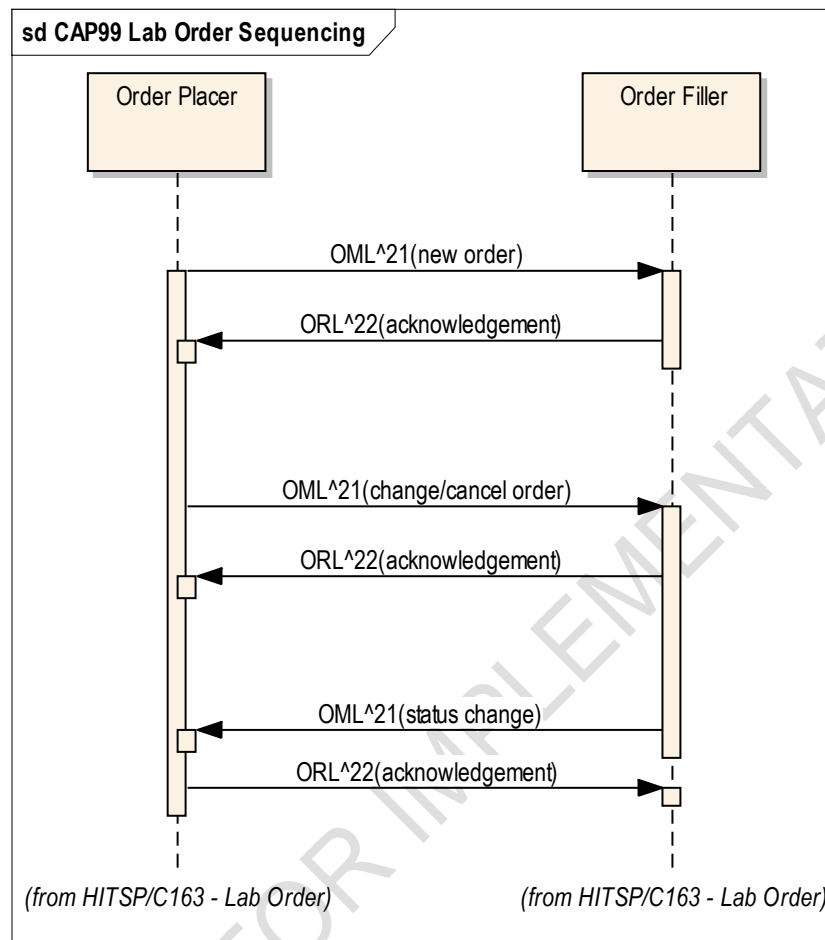 sd CAP99 Lab Order Sequencing
Order Placer
Order Filler
OML^21(new order)
ORL^22(acknowledgement)
OML^21(change/cancel order)
ORL^22(acknowledgement)
OML^21(status change)
ORL^22(acknowledgement)
(from HITSP/C163 - Lab Order)
(from HITSP/C163 - Lab Order)
FOR IMPLEMENTAT